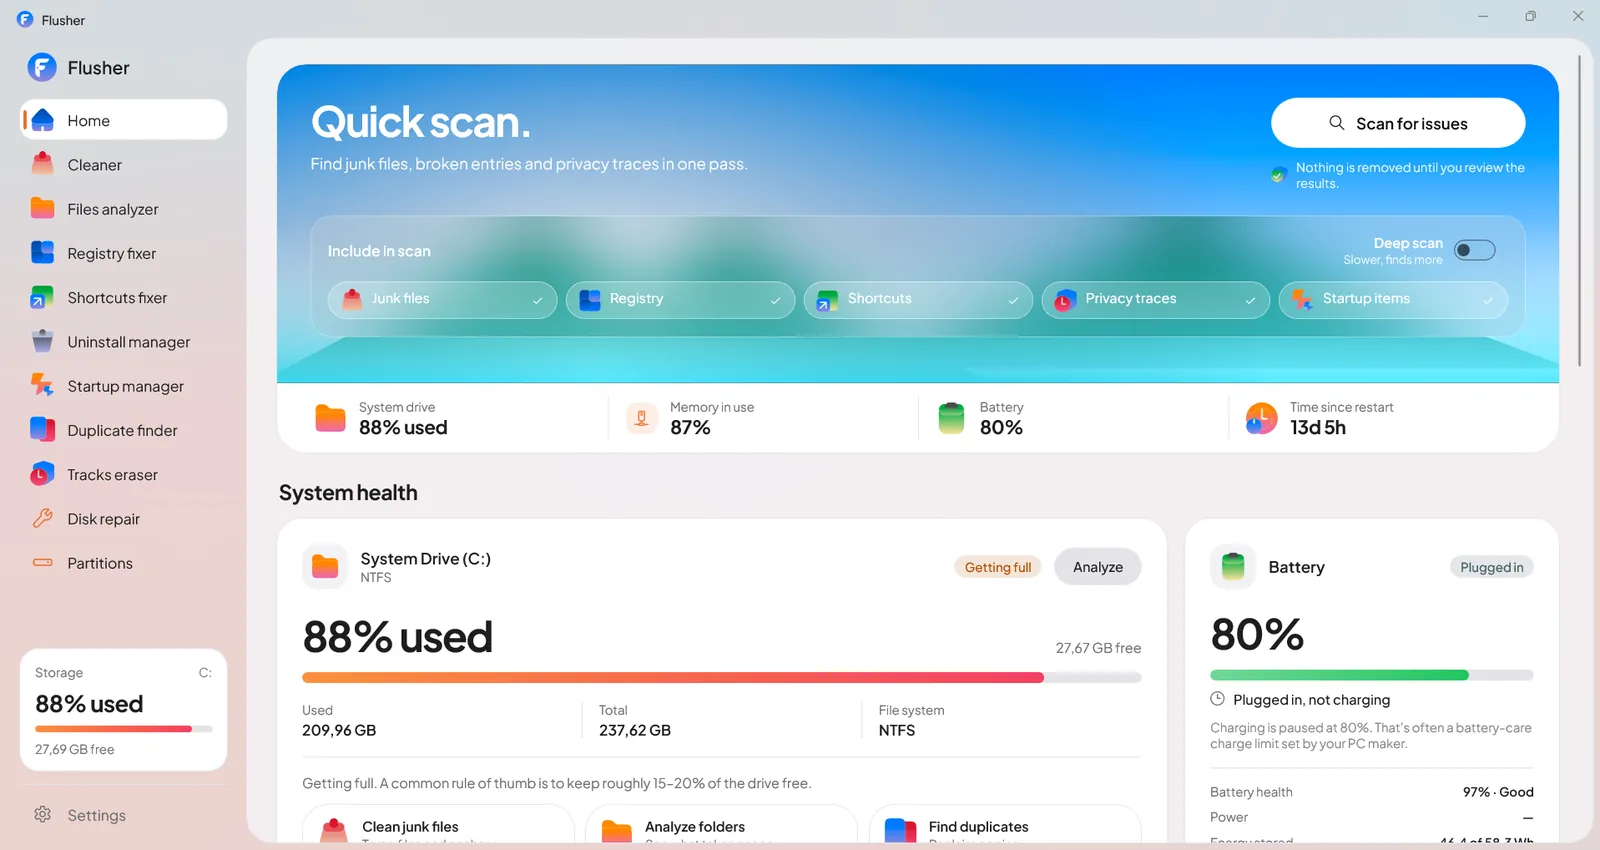 Flusher
Flusher
Home
Cleaner
Files analyzer
Registry fixer
Shortcuts fixer
Uninstall manager
Startup manager
Duplicate finder
Tracks eraser
Disk repair
Partitions
Storage
C:
88% used
27,69 GB free
Settings
Quick scan.
Find junk files, broken entries and privacy traces in one pass.
Scan for issues
Nothing is removed until you review the
results.
Include in scan
Deep scan
Slower, finds more
Junk files
Registry
Shortcuts
Privacy traces
Startup items
System drive
88% used
Memory in use
87%
Battery
80%
Time since restart
13d 5h
System health
System Drive (C:)
NTFS
Getting full
Analyze
88% used
27,67 GB free
Used
209,96 GB
Total
237,62 GB
File system
NTFS
Getting full. A common rule of thumb is to keep roughly 15–20% of the drive free.
Clean junk files
Analyze folders
Find duplicates
Battery
Plugged in
80%
Plugged in, not charging
Charging is paused at 80%. That's often a battery-care
charge limit set by your PC maker.
Battery health
97% · Good
Power
—
Energy stored
46,4 of 58,3 Wh